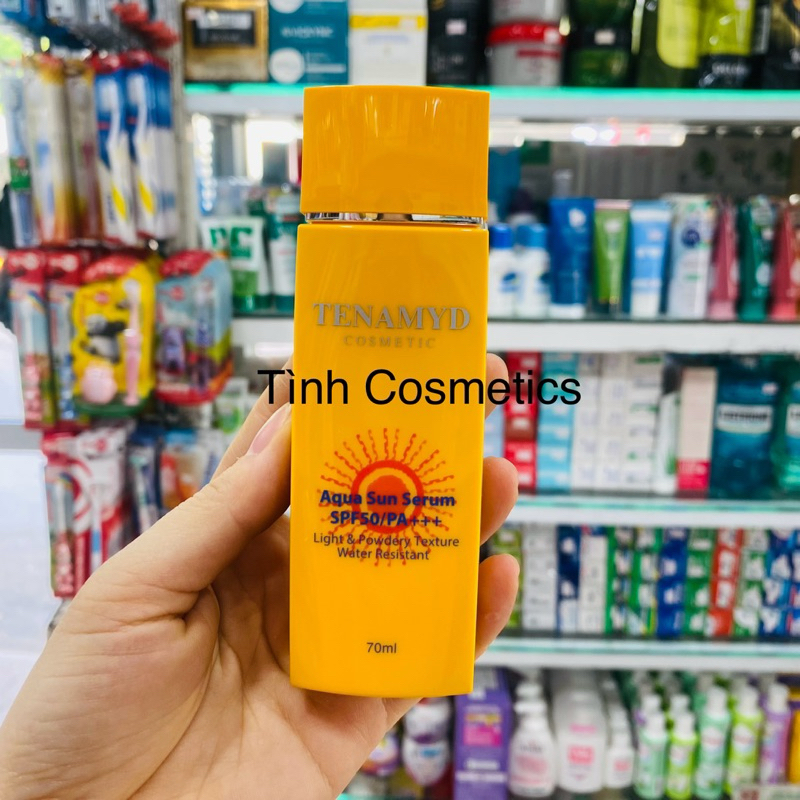 TENAMYD
COSMETIC
Tình Cosmetics
Aqua Sun Serum
SPF50/PA+++
Light & Powdery Texture
Water Resistant
70ml